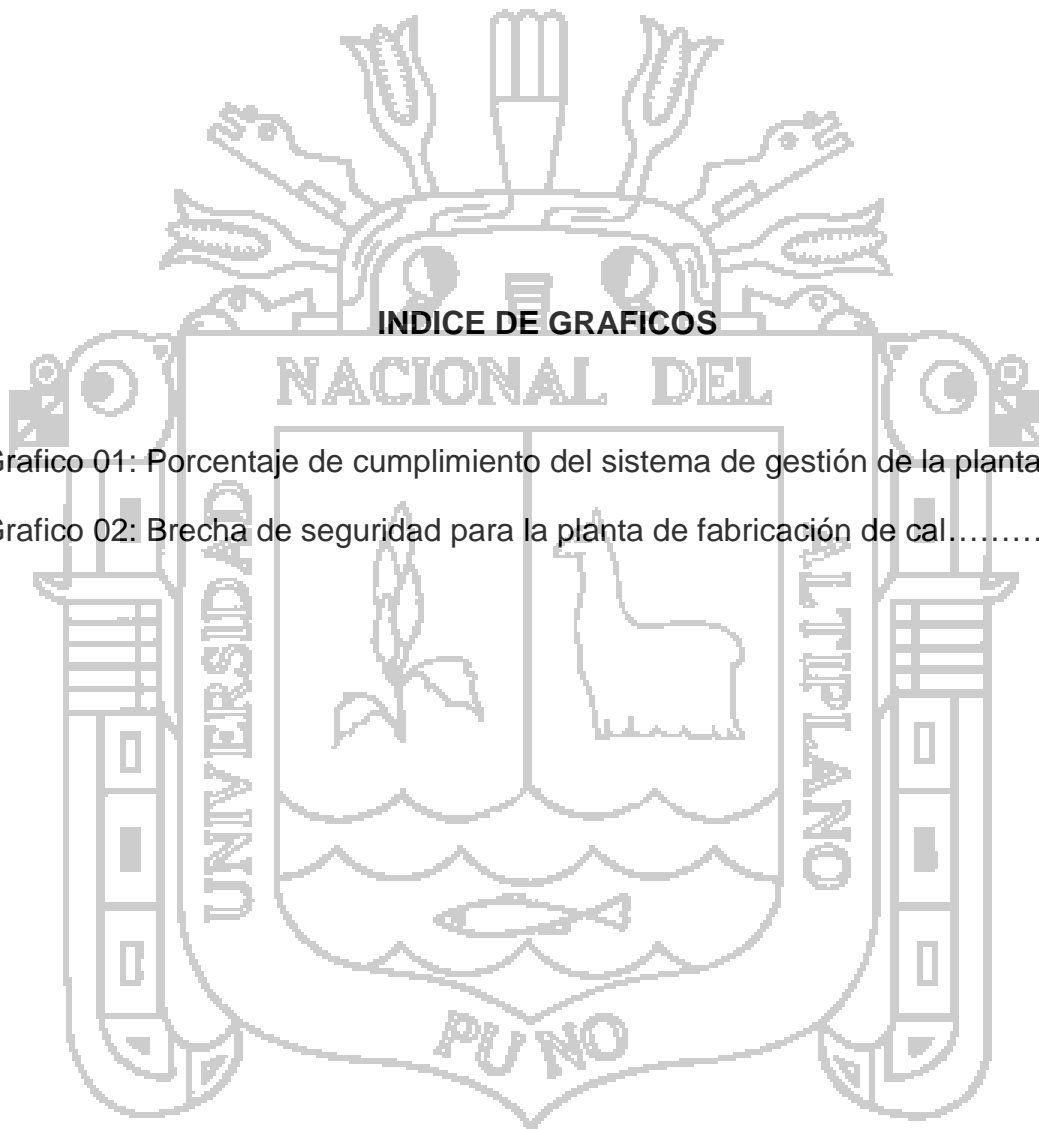 INDICE DE GRAFICOS
NACIONAL DEL
Grafico 01: Porcentaje de cumplimiento del sistema de gestión de la planta
Grafico 02: Brecha de seguridad para la planta de fabricación de cal.........
UNIVERSIDAD
ALTIPLANO
PUNO